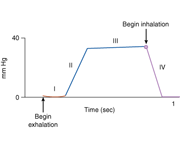 Begin inhalation
40
III
II
IV
mm Hg
I
0
Time (sec)
1
Begin
exhalation